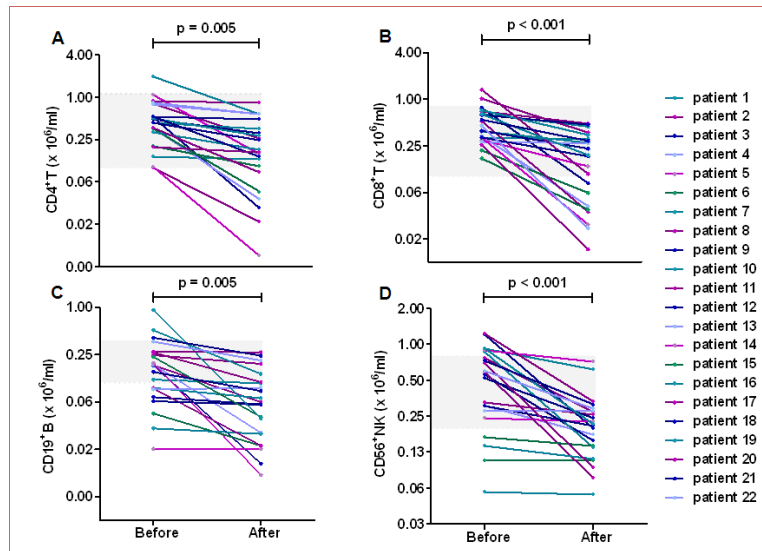 p = 0.005
A
4.00
1.00
0.25
0.06
0.02
0.00
CD4⁺T (x 10⁶/ml)
p < 0.001
B
4.00
1.00
0.25
0.06
0.02
CD8⁺T (x 10⁶/ml)
p = 0.005
C
1.00
0.25
0.06
0.02
0.00
CD19⁺B (x 10⁶/ml)
Before
After
p < 0.001
D
2.00
1.00
0.50
0.25
0.13
0.06
0.03
CD56⁺NK (x 10⁶/ml)
Before
After
patient 1
patient 2
patient 3
patient 4
patient 5
patient 6
patient 7
patient 8
patient 9
patient 10
patient 11
patient 12
patient 13
patient 14
patient 15
patient 16
patient 17
patient 18
patient 19
patient 20
patient 21
patient 22